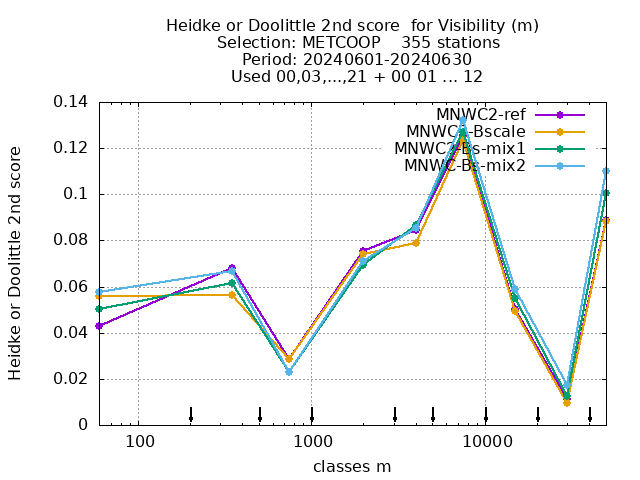 Heidke or Doolittle 2nd score  for Visibility (m)
Selection: METCOOP    355 stations
Period: 20240601-20240630
Used 00,03,...,21 + 00 01 ... 12
Heidke or Doolittle 2nd score
0.14
0.12
0.1
0.08
0.06
0.04
0.02
0
MNWC2-ref
MNWC2-Bscale
MNWC2-Bs-mix1
MNWC-Bs-mix2
100
1000
10000
classes m